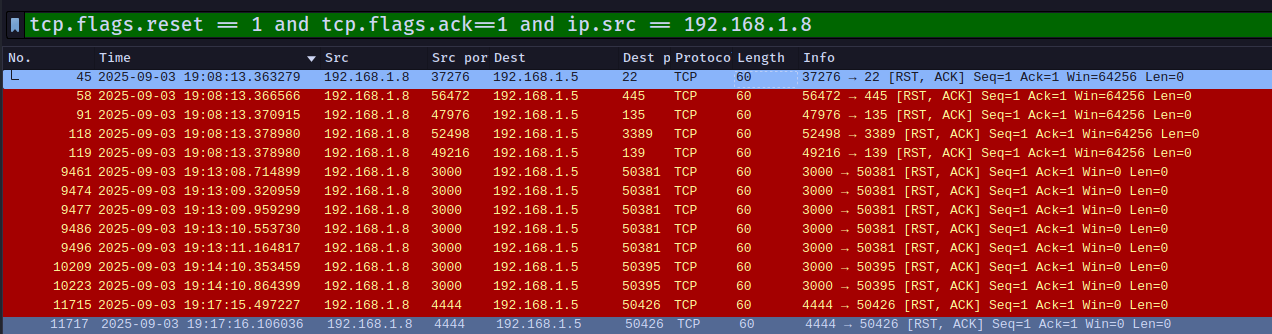 tcp.flags.reset == 1 and tcp.flags.ack==1 and ip.src == 192.168.1.8
No. Time Src Src por Dest Dest p Protoco Length Info
45 2025-09-03 19:08:13.363279 192.168.1.8 37276 192.168.1.5 22 TCP 60 37276 → 22 [RST, ACK] Seq=1 Ack=1 Win=64256 Len=0
58 2025-09-03 19:08:13.366566 192.168.1.8 56472 192.168.1.5 445 TCP 60 56472 → 445 [RST, ACK] Seq=1 Ack=1 Win=64256 Len=0
91 2025-09-03 19:08:13.370915 192.168.1.8 47976 192.168.1.5 135 TCP 60 47976 → 135 [RST, ACK] Seq=1 Ack=1 Win=64256 Len=0
118 2025-09-03 19:08:13.378980 192.168.1.8 52498 192.168.1.5 3389 TCP 60 52498 → 3389 [RST, ACK] Seq=1 Ack=1 Win=64256 Len=0
119 2025-09-03 19:08:13.378980 192.168.1.8 49216 192.168.1.5 139 TCP 60 49216 → 139 [RST, ACK] Seq=1 Ack=1 Win=64256 Len=0
9461 2025-09-03 19:13:08.714899 192.168.1.8 3000 192.168.1.5 50381 TCP 60 3000 → 50381 [RST, ACK] Seq=1 Ack=1 Win=0 Len=0
9474 2025-09-03 19:13:09.320959 192.168.1.8 3000 192.168.1.5 50381 TCP 60 3000 → 50381 [RST, ACK] Seq=1 Ack=1 Win=0 Len=0
9477 2025-09-03 19:13:09.959299 192.168.1.8 3000 192.168.1.5 50381 TCP 60 3000 → 50381 [RST, ACK] Seq=1 Ack=1 Win=0 Len=0
9486 2025-09-03 19:13:10.553730 192.168.1.8 3000 192.168.1.5 50381 TCP 60 3000 → 50381 [RST, ACK] Seq=1 Ack=1 Win=0 Len=0
9496 2025-09-03 19:13:11.164817 192.168.1.8 3000 192.168.1.5 50381 TCP 60 3000 → 50381 [RST, ACK] Seq=1 Ack=1 Win=0 Len=0
10209 2025-09-03 19:14:10.353459 192.168.1.8 3000 192.168.1.5 50395 TCP 60 3000 → 50395 [RST, ACK] Seq=1 Ack=1 Win=0 Len=0
10223 2025-09-03 19:14:10.864399 192.168.1.8 3000 192.168.1.5 50395 TCP 60 3000 → 50395 [RST, ACK] Seq=1 Ack=1 Win=0 Len=0
11715 2025-09-03 19:17:15.497227 192.168.1.8 4444 192.168.1.5 50426 TCP 60 4444 → 50426 [RST, ACK] Seq=1 Ack=1 Win=0 Len=0
11717 2025-09-03 19:17:16.106036 192.168.1.8 4444 192.168.1.5 50426 TCP 60 4444 → 50426 [RST, ACK] Seq=1 Ack=1 Win=0 Len=0